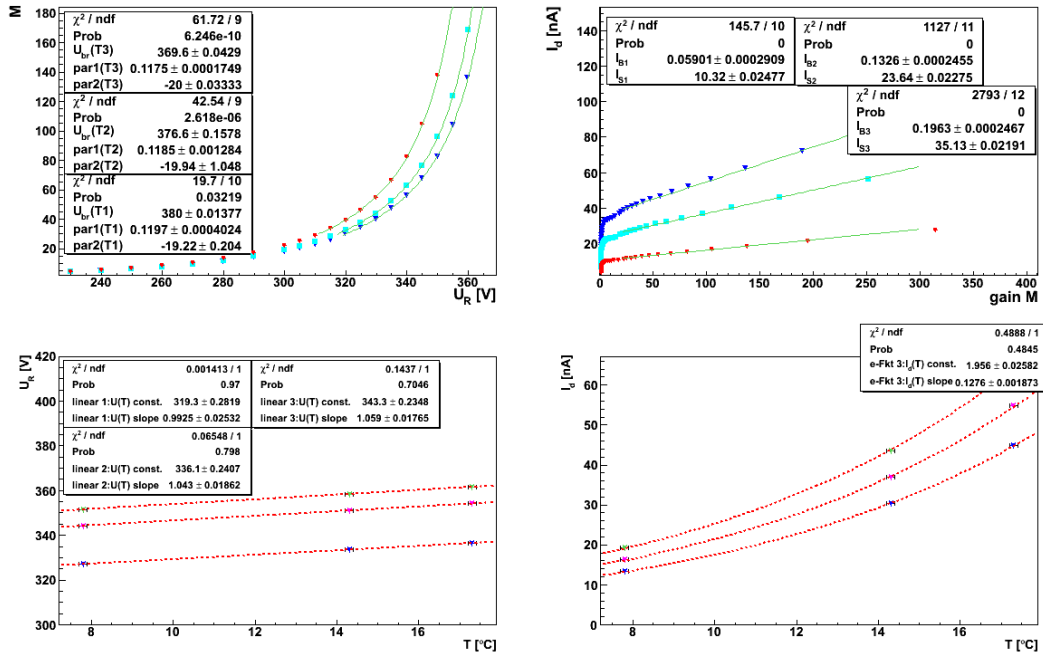 M
180
160
140
120
100
80
60
40
20
240 260 280 300 320 340 360
U_R [V]
χ² / ndf 61.72 / 9
Prob 6.246e-10
U_br(T3) 369.6 ± 0.0429
par1(T3) 0.1175 ± 0.0001749
par2(T3) -20 ± 0.03333
χ² / ndf 42.54 / 9
Prob 2.618e-06
U_br(T2) 376.6 ± 0.1578
par1(T2) 0.1185 ± 0.001284
par2(T2) -19.94 ± 1.048
χ² / ndf 19.7 / 10
Prob 0.03219
U_br(T1) 380 ± 0.01377
par1(T1) 0.1197 ± 0.0004024
par2(T1) -19.22 ± 0.204
I_d [nA]
140
120
100
80
60
40
20
0
0 50 100 150 200 250 300 350 400
gain M
χ² / ndf 145.7 / 10
Prob 0
I_B1 0.05901 ± 0.0002909
I_S1 10.32 ± 0.02477
χ² / ndf 1127 / 11
Prob 0
I_B2 0.1326 ± 0.0002455
I_S2 23.64 ± 0.02275
χ² / ndf 2793 / 12
Prob 0
I_B3 0.1963 ± 0.0002467
I_S3 35.13 ± 0.02191
U_R [V]
420
400
380
360
340
320
300
8 10 12 14 16
T [°C]
χ² / ndf 0.001413 / 1
Prob 0.97
linear 1:U(T) const. 319.3 ± 0.2819
linear 1:U(T) slope 0.9925 ± 0.02532
χ² / ndf 0.1437 / 1
Prob 0.7046
linear 3:U(T) const. 343.3 ± 0.2348
linear 3:U(T) slope 1.059 ± 0.01765
χ² / ndf 0.06548 / 1
Prob 0.798
linear 2:U(T) const. 336.1 ± 0.2407
linear 2:U(T) slope 1.043 ± 0.01862
I_d [nA]
60
50
40
30
20
10
0
8 10 12 14 16
T [°C]
χ² / ndf 0.4888 / 1
Prob 0.4845
e-Fkt 3:I_d(T) const. 1.956 ± 0.02582
e-Fkt 3:I_d(T) slope 0.1276 ± 0.001873